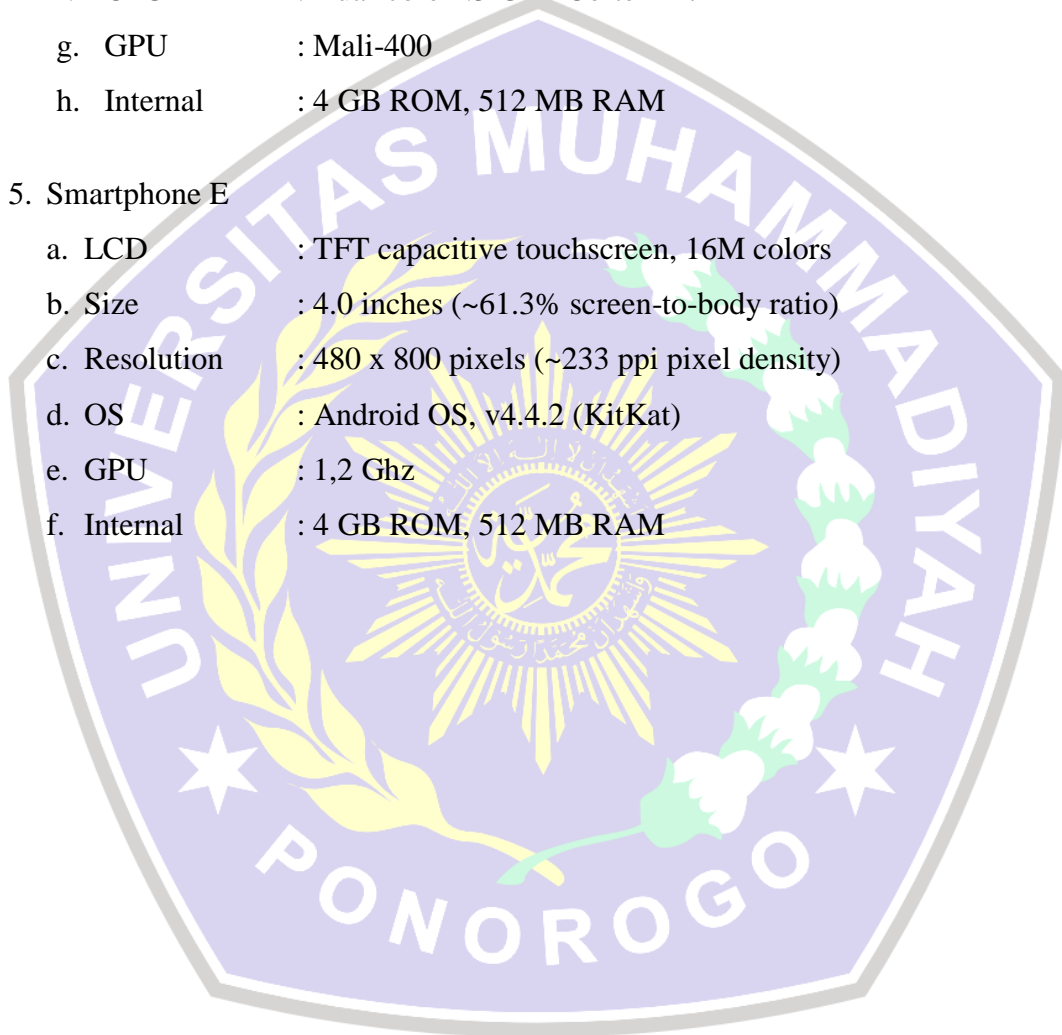 g. GPU : Mali-400
h. Internal : 4 GB ROM, 512 MB RAM
5. Smartphone E
a. LCD : TFT capacitive touchscreen, 16M colors
b. Size : 4.0 inches (~61.3% screen-to-body ratio)
c. Resolution : 480 x 800 pixels (~233 ppi pixel density)
d. OS : Android OS, v4.4.2 (KitKat)
e. GPU : 1,2 Ghz
f. Internal : 4 GB ROM, 512 MB RAM
UNIVERSITAS MUHAMMADIYAH
PONOROGO
محمدية